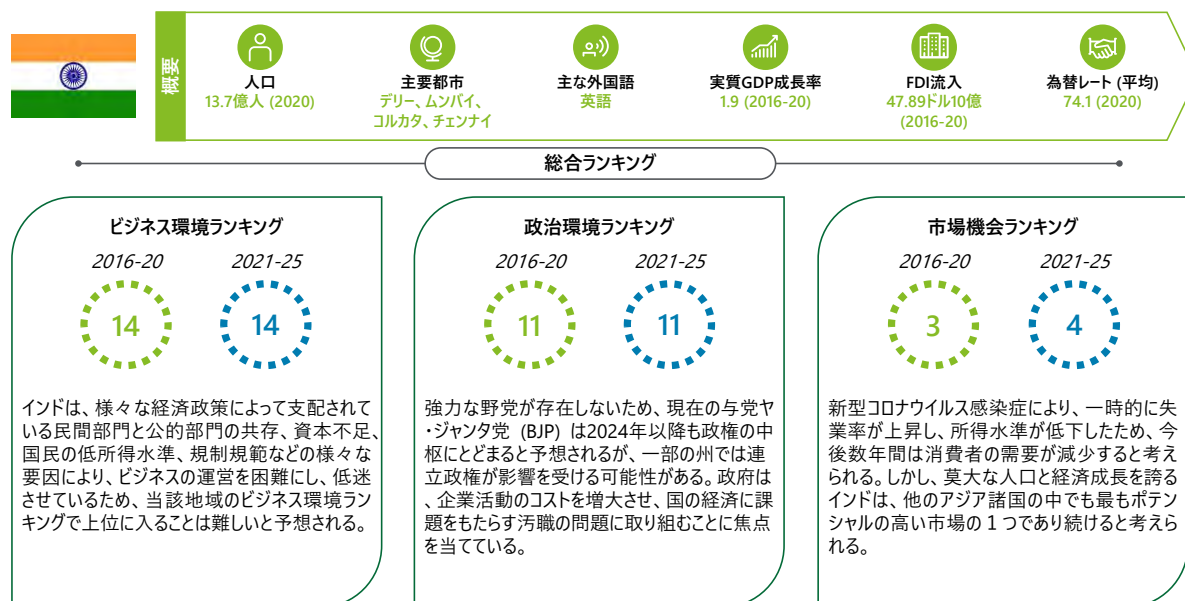 概要
人口
13.7億人 (2020)
主要都市
デリー、ムンバイ、
コルカタ、チェンナイ
主な外国語
英語
実質GDP成長率
1.9 (2016-20)
FDI流入
47.89ドル10億
(2016-20)
為替レート (平均)
74.1 (2020)
総合ランキング
ビジネス環境ランキング
2016-20
2021-25
14
14
インドは、様々な経済政策によって支配されて
いる民間部門と公的部門の共存、資本不足、
国民の低所得水準、規制規範などの様々な
要因により、ビジネスの運営を困難にし、低迷
させているため、当該地域のビジネス環境ラン
キングで上位に入ることは難しいと予想される。
政治環境ランキング
2016-20
2021-25
11
11
強力な野党が存在しないため、現在の与党ヤ
・ジャンタ党 (BJP) は2024年以降も政権の中
枢にとどまると予想されるが、一部の州では連
立政権が影響を受ける可能性がある。政府は
、企業活動のコストを増大させ、国の経済に課
題をもたらす汚職の問題に取り組むことに焦点
を当てている。
市場機会ランキング
2016-20
2021-25
3
4
新型コロナウイルス感染症により、一時的に失
業率が上昇し、所得水準が低下したため、今
後数年間は消費者の需要が減少すると考え
られる。しかし、莫大な人口と経済成長を誇る
インドは、他のアジア諸国の中でも最もポテン
シャルの高い市場の１つであり続けると考えら
れる。